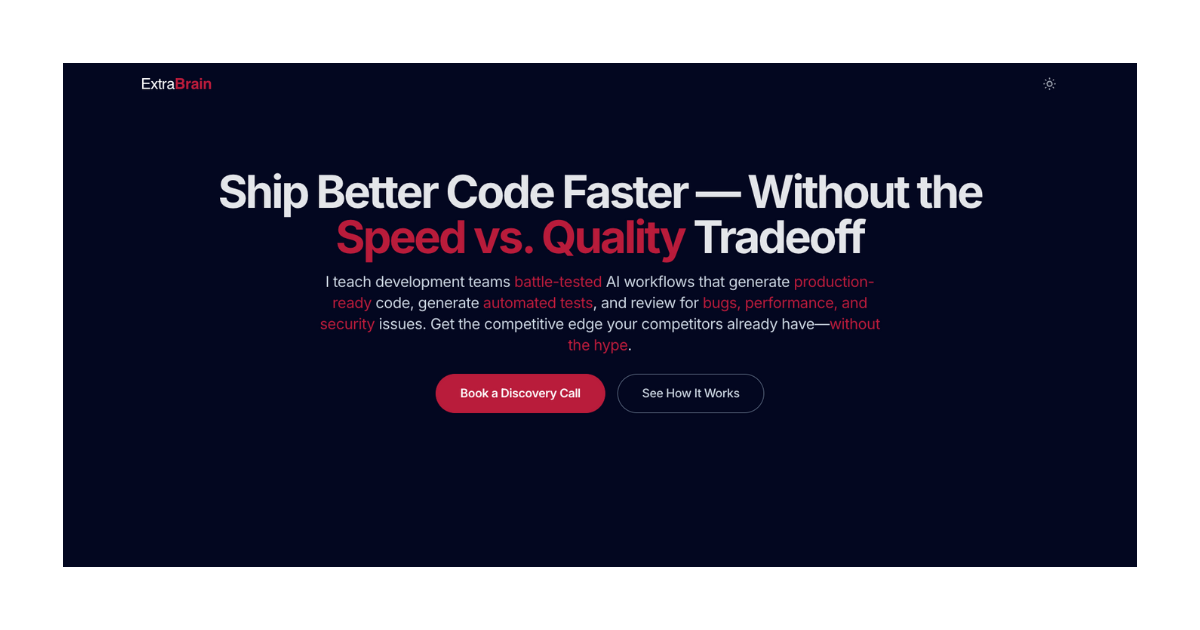 ExtraBrain
Ship Better Code Faster — Without the
Speed vs. Quality Tradeoff
I teach development teams battle-tested AI workflows that generate production-
ready code, generate automated tests, and review for bugs, performance, and
security issues. Get the competitive edge your competitors already have—without
the hype.
Book a Discovery Call
See How It Works